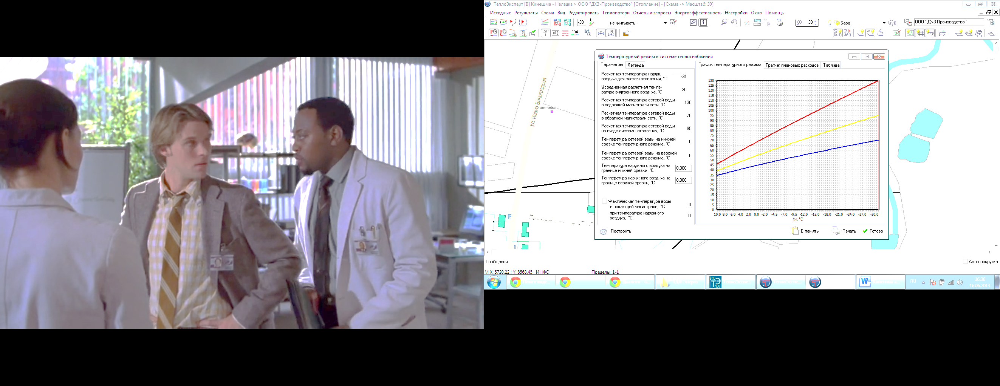 ТеплоЭксперт [В] Кинешма - Наладка > ООО "ДХЗ-Производство" [Отопление] - [Схема -> Масштаб: 30]
Исходные Результаты Схема Вид Редактировать Теплопотери Отчеты и запросы Энергоэффективность Настройки Окно Помощь
-30 не учитывать 30 База ООО "ДХЗ-Производство"
год
Ул. Ивана Виноградова
Температурный режим в системе теплоснабжения
Параметры Легенда
График температурного режима График плановых расходов Таблица
Расчетная температура наруж.
воздуха для систем отопления, °C -31
Усредненная расчетная темпе-
ратура внутреннего воздуха, °C 20
Расчетная температура сетевой воды
в подающей магистрали сети, °C 130
Расчетная температура сетевой воды
в обратной магистрали сети, °C 70
Расчетная температура сетевой воды
на входе системы отопления, °C 95
Температура сетевой воды на нижней
срезке температурного режима, °C 0
Температура сетевой воды на верхней
срезке температурного режима, °C 0
Температура наружного воздуха на
границе нижней срезки, °C 0,000
Температура наружного воздуха на
границе верхней срезки, °C 0,000
Фактическая температура воды
в подающей магистрали, °C 0
при температуре наружного
воздуха, °C 0
Построить
130
125
120
115
110
105
100
95
90
85
80
75
70
65
60
55
50
45
40
35
30
25
20
15
10
5
0
10,0 8,0 6,0 4,0 2,0 0,0 -2,0 -4,5 -7,0 -9,5 -12,0 -15,0 -18,0 -21,0 -24,0 -27,0 -30,0
tн, °C
В память Печать Готово
Сообщения
Автопрокрутка
M X: 5720,22 ; Y: 8568,45 ИНФО Пределы: 1-1
SQL ТЭ 3.0
RU 16:36
16.06.2013